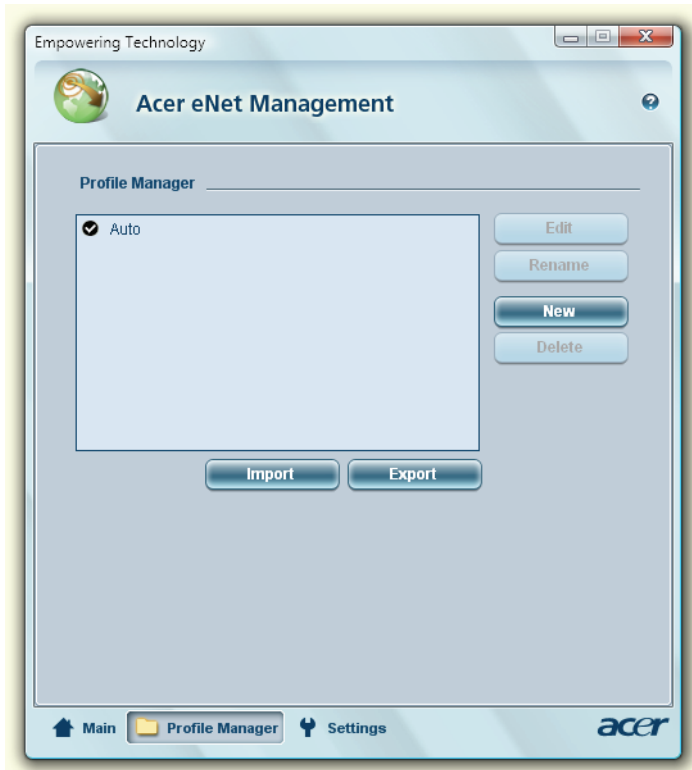 Empowering Technology
Acer eNet Management
Profile Manager
Auto
Edit
Rename
New
Delete
Import Export
Main Profile Manager Settings acer